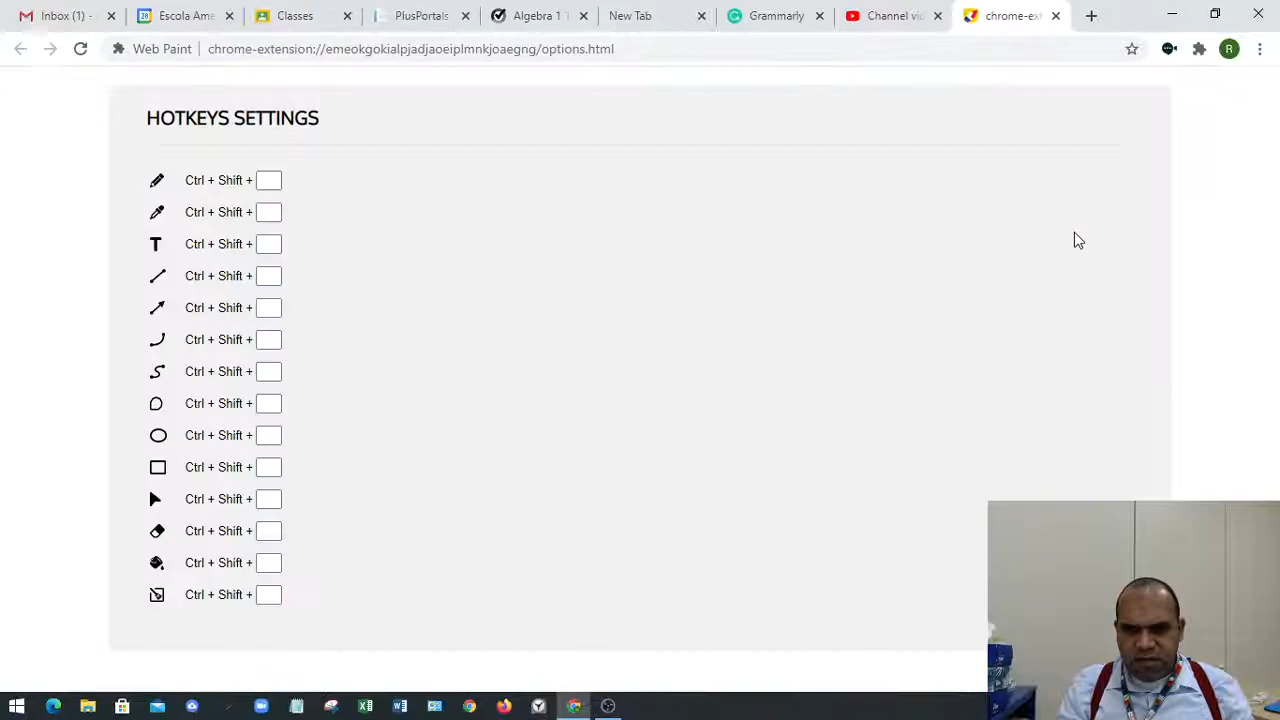 Inbox (1) -
28
Escola Ame
Classes
PlusPortals
Algebra 1 T
New Tab
Grammarly
Channel vid
chrome-ext
Web Paint
chrome-extension://emeokgokialpjadjaoeiplmnkjoaegng/options.html
R
HOTKEYS SETTINGS
Ctrl + Shift +
T Ctrl + Shift +
Ctrl + Shift +
Ctrl + Shift +
Ctrl + Shift +
Ctrl + Shift +
Ctrl + Shift +
Ctrl + Shift +
Ctrl + Shift +
Ctrl + Shift +
Ctrl + Shift +
Ctrl + Shift +
Ctrl + Shift +
Ctrl + Shift +